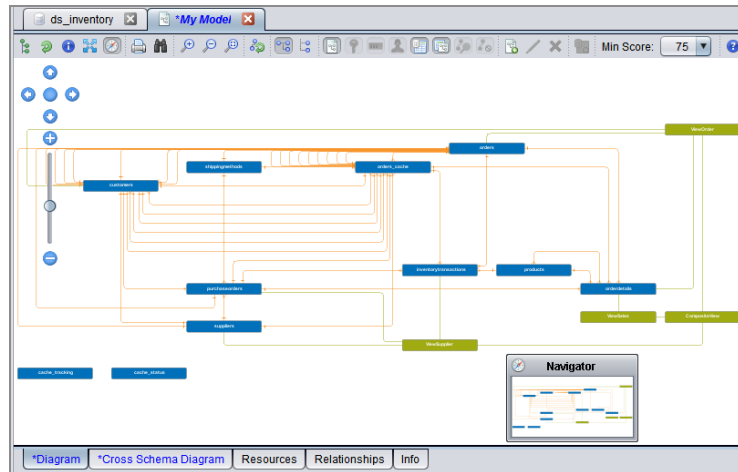 ds_inventory
*My Model
Min Score: 75
ViewOrder
orders
shippingmethods
orders_cache
customers
inventorytransactions
products
purchaseorders
orderdetails
suppliers
ViewSales
CompositeView
ViewSupplier
cache_tracking
cache_status
Navigator
*Diagram
*Cross Schema Diagram
Resources
Relationships
Info